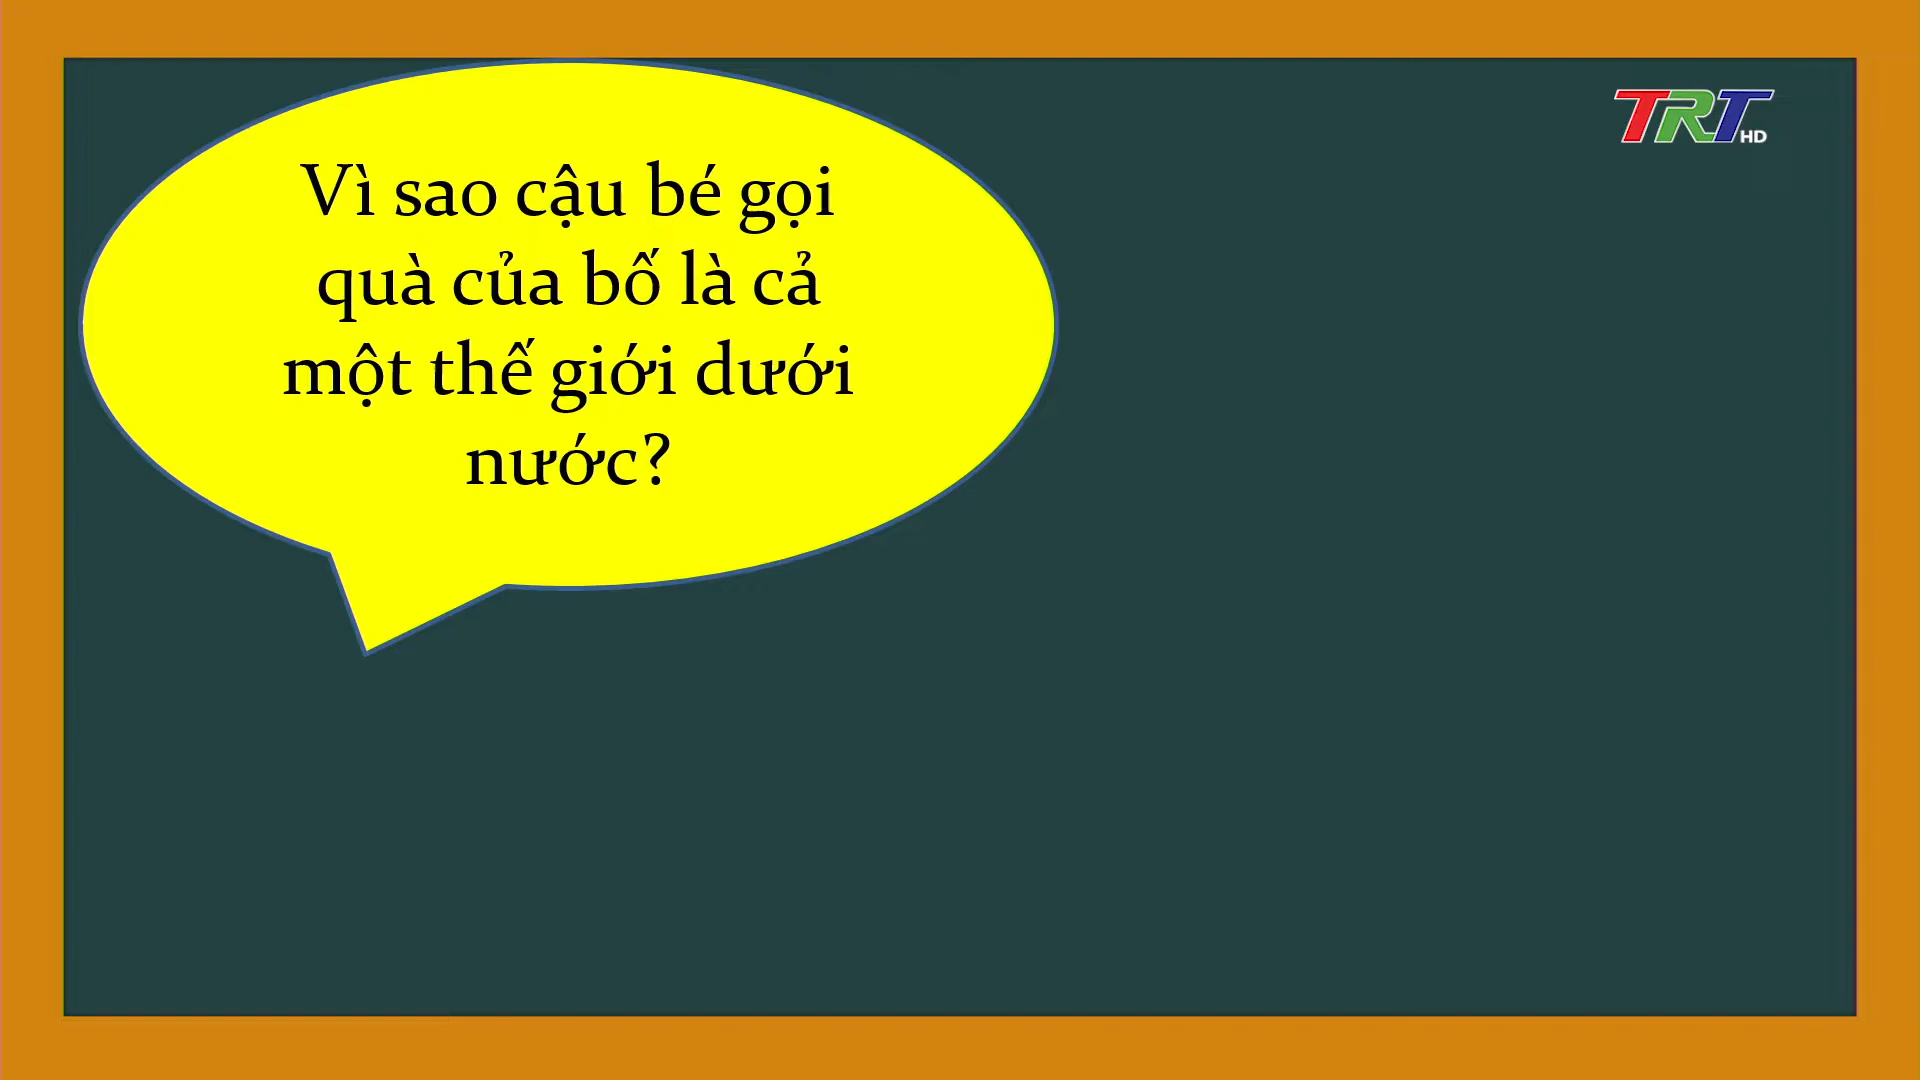 Vì sao cậu bé gọi
quà của bố là cả
một thế giới dưới
nước?
TRT HD